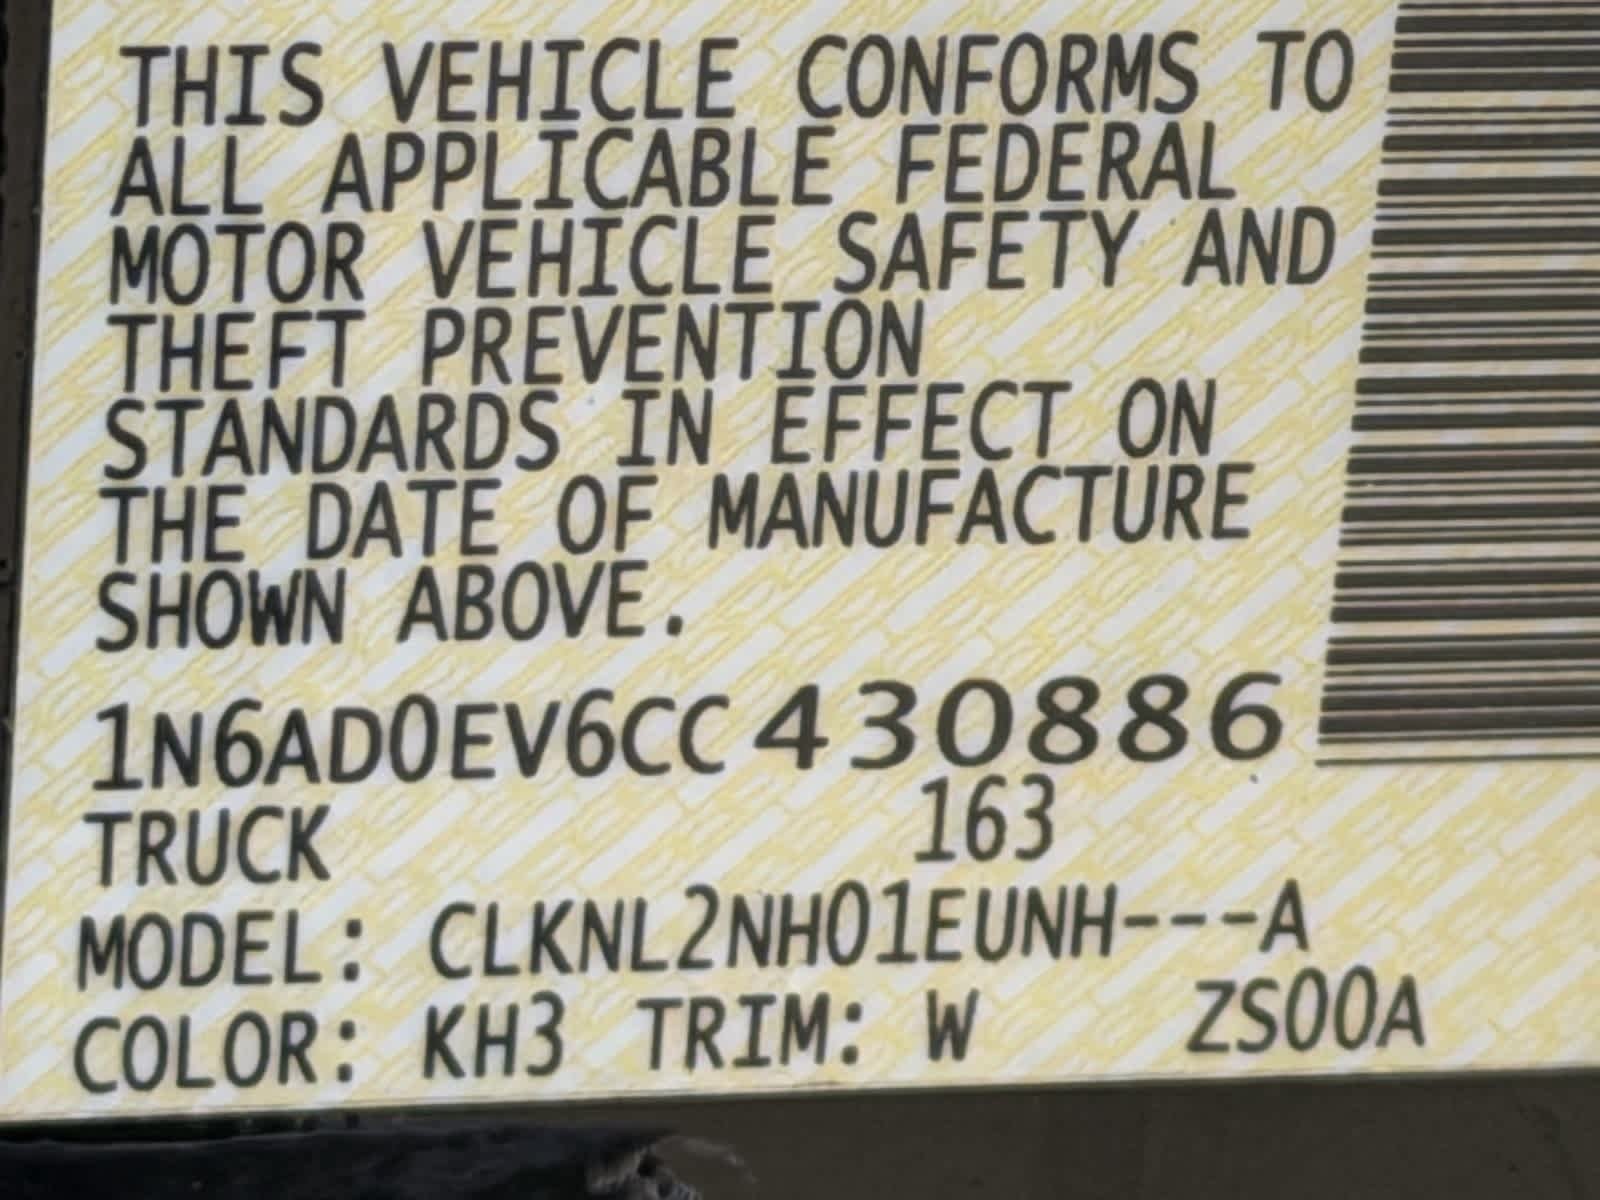 THIS VEHICLE CONFORMS TO
ALL APPLICABLE FEDERAL
MOTOR VEHICLE SAFETY AND
THEFT PREVENTION
STANDARDS IN EFFECT ON
THE DATE OF MANUFACTURE
SHOWN ABOVE.
1N6AD0EV6CC430886
TRUCK 163
MODEL: CLKNL2NH01EUNH---A
COLOR: KH3 TRIM: W ZS00A